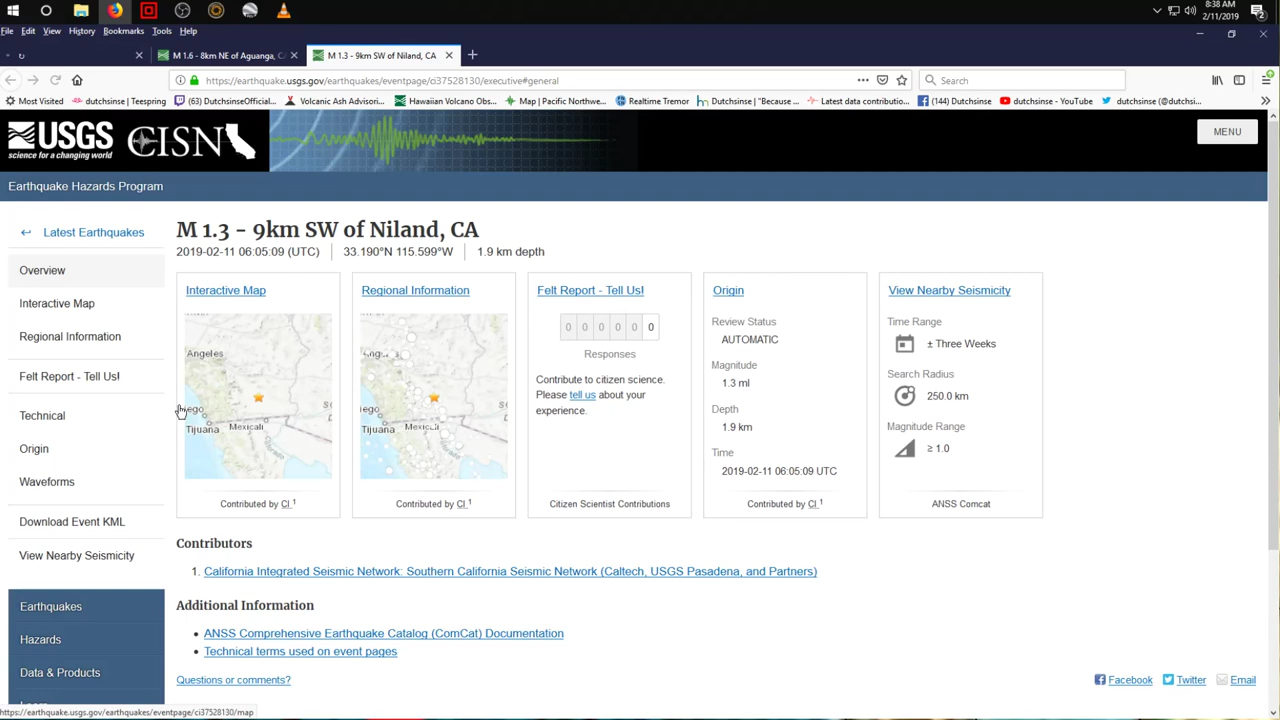 8:38 AM
2/11/2019
File Edit View History Bookmarks Tools Help
M 1.6 - 8km NE of Aguanga, C
M 1.3 - 9km SW of Niland, CA
https://earthquake.usgs.gov/earthquakes/eventpage/ci37528130/executive#general
Search
Most Visited dutchsinse | Teespring (63) DutchsinseOfficial... Volcanic Ash Advisori... Hawaiian Volcano Obs... Map | Pacific Northwe... Realtime Tremor Dutchsinse | "Because ... Latest data contributio... (144) Dutchsinse dutchsinse - YouTube dutchsinse (@dutchsi...
USGS
science for a changing world
CISN
MENU
Earthquake Hazards Program
Latest Earthquakes
Overview
Interactive Map
Regional Information
Felt Report - Tell Us!
Technical
Origin
Waveforms
Download Event KML
View Nearby Seismicity
Earthquakes
Hazards
Data & Products
M 1.3 - 9km SW of Niland, CA
2019-02-11 06:05:09 (UTC) 33.190°N 115.599°W 1.9 km depth
Interactive Map
Angeles
iego
Tijuana
Mexicali
Contributed by CI.1
Regional Information
Angeles
iego
Tijuana
Mexicali
Contributed by CI.1
Felt Report - Tell Us!
0 0 0 0 0 0
Responses
Contribute to citizen science.
Please tell us about your
experience.
Citizen Scientist Contributions
Origin
Review Status
AUTOMATIC
Magnitude
1.3 ml
Depth
1.9 km
Time
2019-02-11 06:05:09 UTC
Contributed by CI.1
View Nearby Seismicity
Time Range
± Three Weeks
Search Radius
250.0 km
Magnitude Range
≥ 1.0
ANSS Comcat
Contributors
1. California Integrated Seismic Network: Southern California Seismic Network (Caltech, USGS Pasadena, and Partners)
Additional Information
• ANSS Comprehensive Earthquake Catalog (ComCat) Documentation
• Technical terms used on event pages
Questions or comments?
Facebook Twitter Email
https://earthquake.usgs.gov/earthquakes/eventpage/ci37528130/map